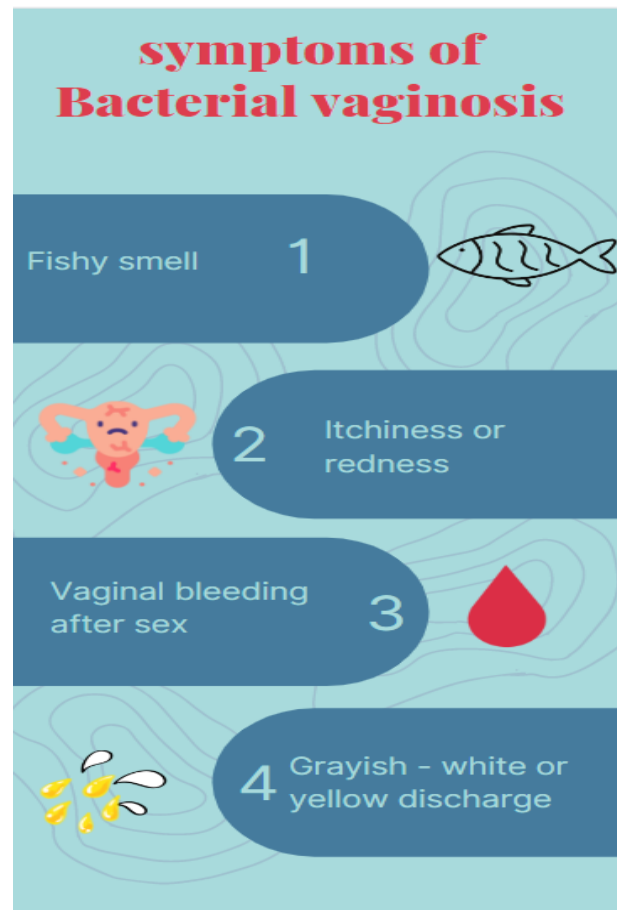 symptoms of
Bacterial vaginosis
Fishy smell 1
2 Itchiness or
redness
Vaginal bleeding
after sex 3
4 Grayish - white or
yellow discharge